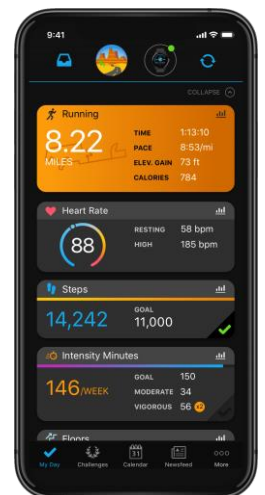 9:41
COLLAPSE
Running
8.22
MILES
TIME 1:13:10
PACE 8:53/mi
ELEV. GAIN 73 ft
CALORIES 784
Heart Rate
88
RESTING 58 bpm
HIGH 185 bpm
Steps
14,242
GOAL
11,000
Intensity Minutes
146/WEEK
GOAL 150
MODERATE 34
VIGOROUS 56 x2
Floors
31
My Day Challenges Calendar Newsfeed More